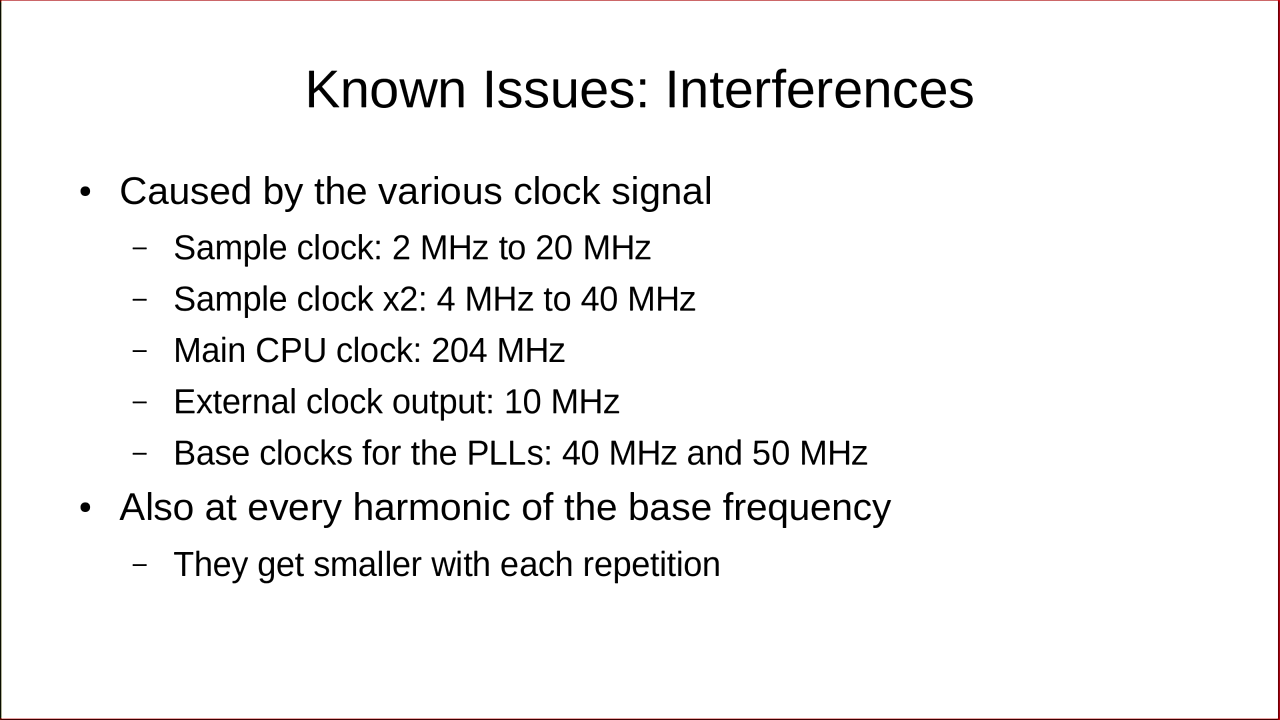 Known Issues: Interferences
• Caused by the various clock signal
– Sample clock: 2 MHz to 20 MHz
– Sample clock x2: 4 MHz to 40 MHz
– Main CPU clock: 204 MHz
– External clock output: 10 MHz
– Base clocks for the PLLs: 40 MHz and 50 MHz
• Also at every harmonic of the base frequency
– They get smaller with each repetition